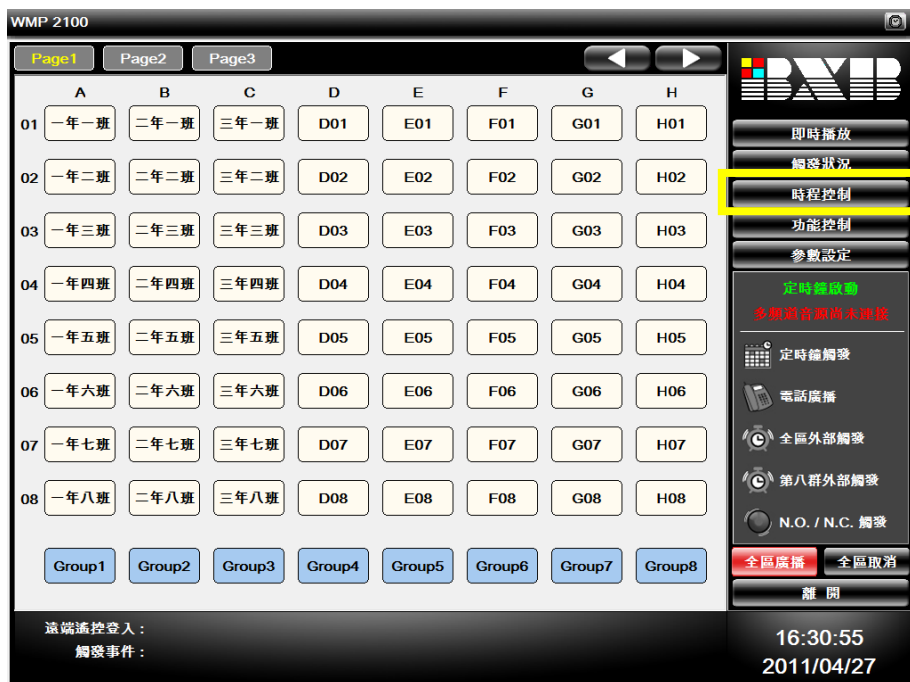 WMP 2100
Page1 Page2 Page3
A B C D E F G H
01 一年一班 二年一班 三年一班 D01 E01 F01 G01 H01
02 一年二班 二年二班 三年二班 D02 E02 F02 G02 H02
03 一年三班 二年三班 三年三班 D03 E03 F03 G03 H03
04 一年四班 二年四班 三年四班 D04 E04 F04 G04 H04
05 一年五班 二年五班 三年五班 D05 E05 F05 G05 H05
06 一年六班 二年六班 三年六班 D06 E06 F06 G06 H06
07 一年七班 二年七班 三年七班 D07 E07 F07 G07 H07
08 一年八班 二年八班 三年八班 D08 E08 F08 G08 H08
Group1 Group2 Group3 Group4 Group5 Group6 Group7 Group8
BXB
即時播放
觸發狀況
時程控制
功能控制
參數設定
定時鐘啟動
多頻道音源尚未連接
定時鐘觸發
電話廣播
全區外部觸發
第八群外部觸發
N.O. / N.C. 觸發
全區廣播 全區取消
離 開
遠端遙控登入 :
觸發事件 :
16:30:55
2011/04/27